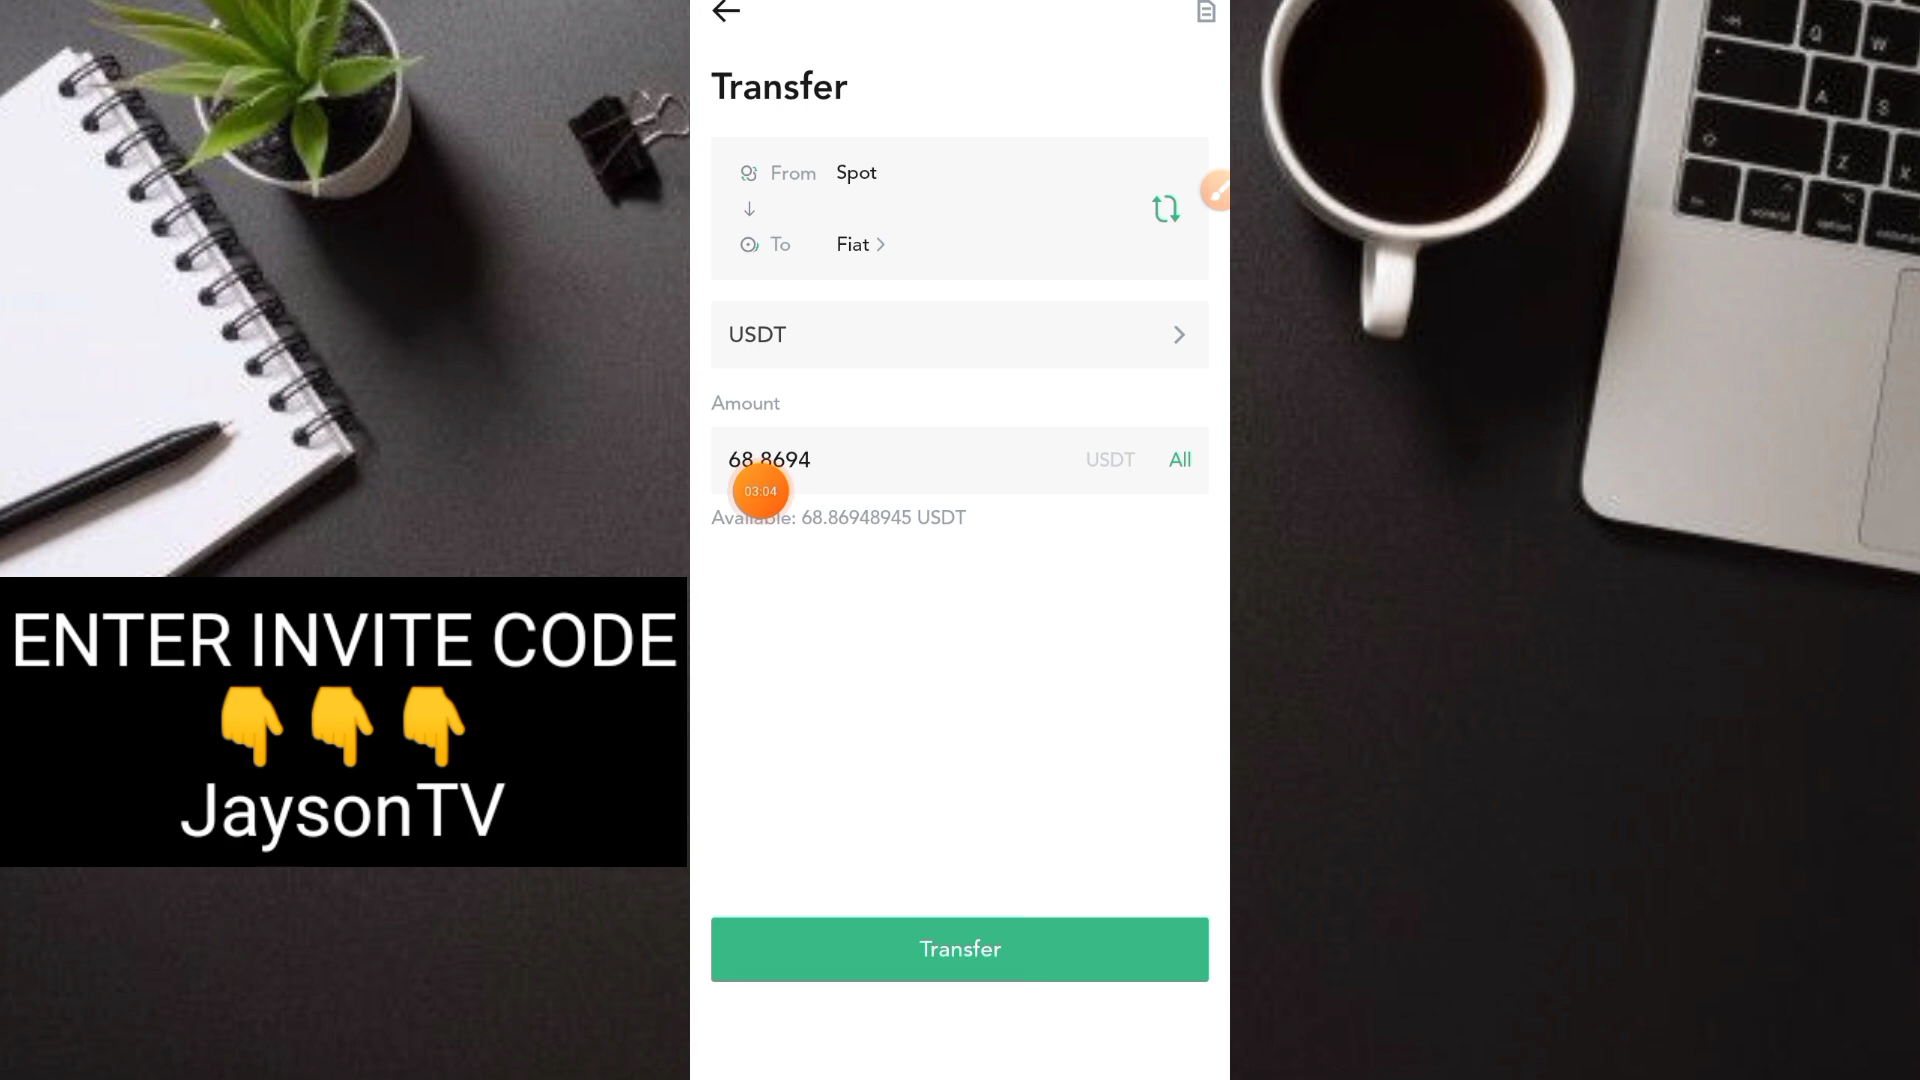 Transfer
From Spot
To Fiat
USDT
Amount
68.8694 USDT All
03:04
Available: 68.86948945 USDT
Transfer
ENTER INVITE CODE
👇👇👇
JaysonTV
Q W
A S
Z X